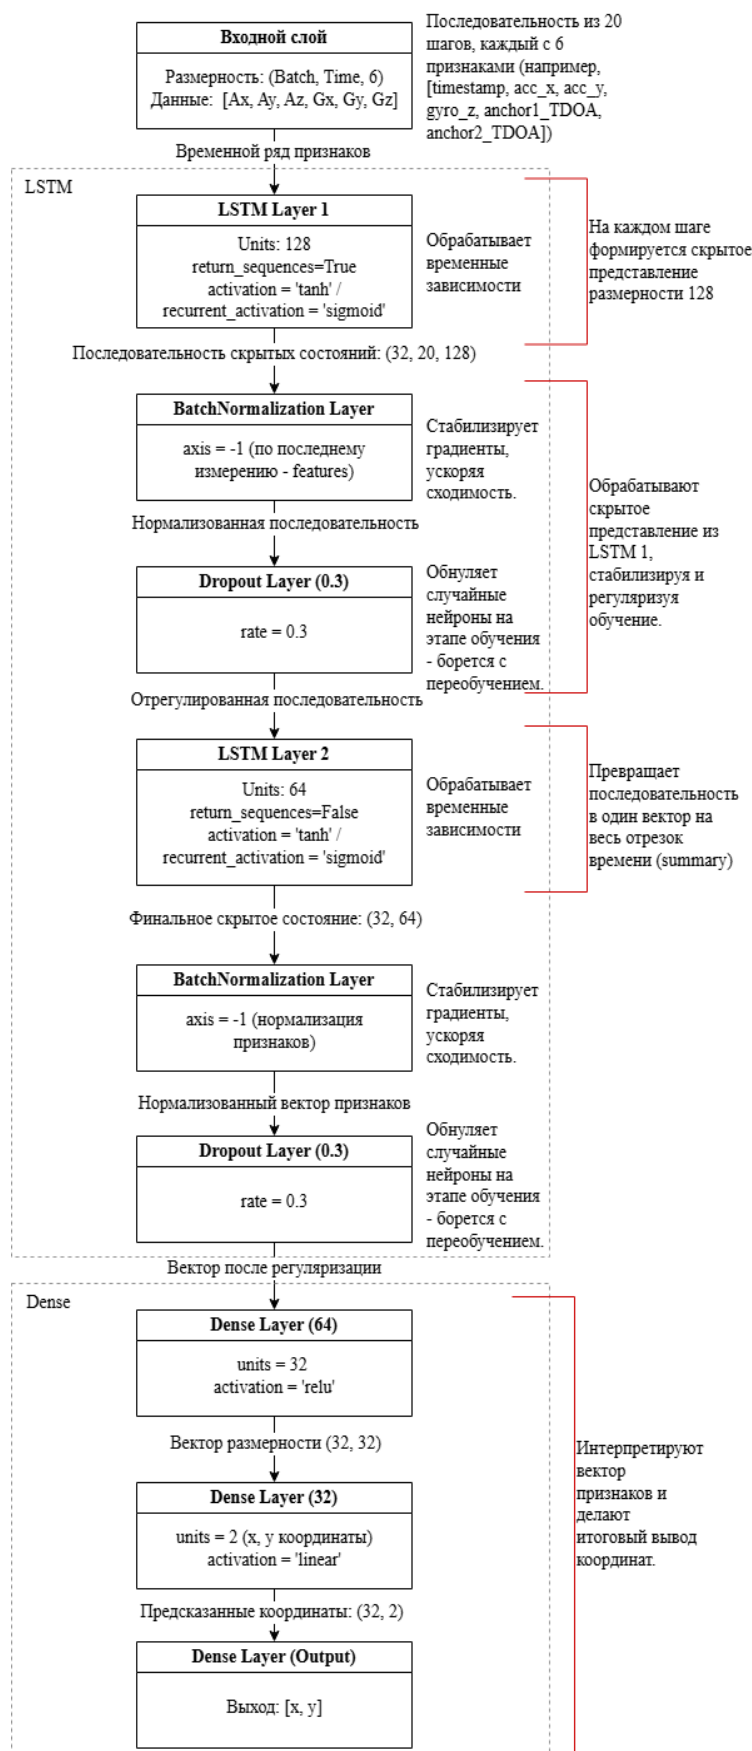 Входной слой
Размерность: (Batch, Time, 6)
Данные:  [Ax, Ay, Az, Gx, Gy, Gz]
Последовательность из 20
шагов, каждый с 6
признаками (например,
[timestamp, acc_x, acc_y,
gyro_z, anchor1_TDOA,
anchor2_TDOA])
Временной ряд признаков
LSTM
LSTM Layer 1
Units: 128
return_sequences=True
activation = 'tanh' /
recurrent_activation = 'sigmoid'
Обрабатывает
временные
зависимости
На каждом шаге
формируется скрытое
представление
размерности 128
Последовательность скрытых состояний: (32, 20, 128)
BatchNormalization Layer
axis = -1 (по последнему
измерению - features)
Стабилизирует
градиенты,
ускоряя
сходимость.
Нормализованная последовательность
Dropout Layer (0.3)
rate = 0.3
Обнуляет
случайные
нейроны на
этапе обучения
- борется с
переобучением.
Обрабатывают
скрытое
представление из
LSTM 1,
стабилизируя и
регуляризуя
обучение.
Отрегулированная последовательность
LSTM Layer 2
Units: 64
return_sequences=False
activation = 'tanh' /
recurrent_activation = 'sigmoid'
Обрабатывает
временные
зависимости
Превращает
последовательность
в один вектор на
весь отрезок
времени (summary)
Финальное скрытое состояние: (32, 64)
BatchNormalization Layer
axis = -1 (нормализация
признаков)
Стабилизирует
градиенты,
ускоряя
сходимость.
Нормализованный вектор признаков
Dropout Layer (0.3)
rate = 0.3
Обнуляет
случайные
нейроны на
этапе обучения
- борется с
переобучением.
Вектор после регуляризации
Dense
Dense Layer (64)
units = 32
activation = 'relu'
Вектор размерности (32, 32)
Dense Layer (32)
units = 2 (x, y координаты)
activation = 'linear'
Интерпретируют
вектор
признаков и
делают
итоговый вывод
координат.
Предсказанные координаты: (32, 2)
Dense Layer (Output)
Выход: [x, y]